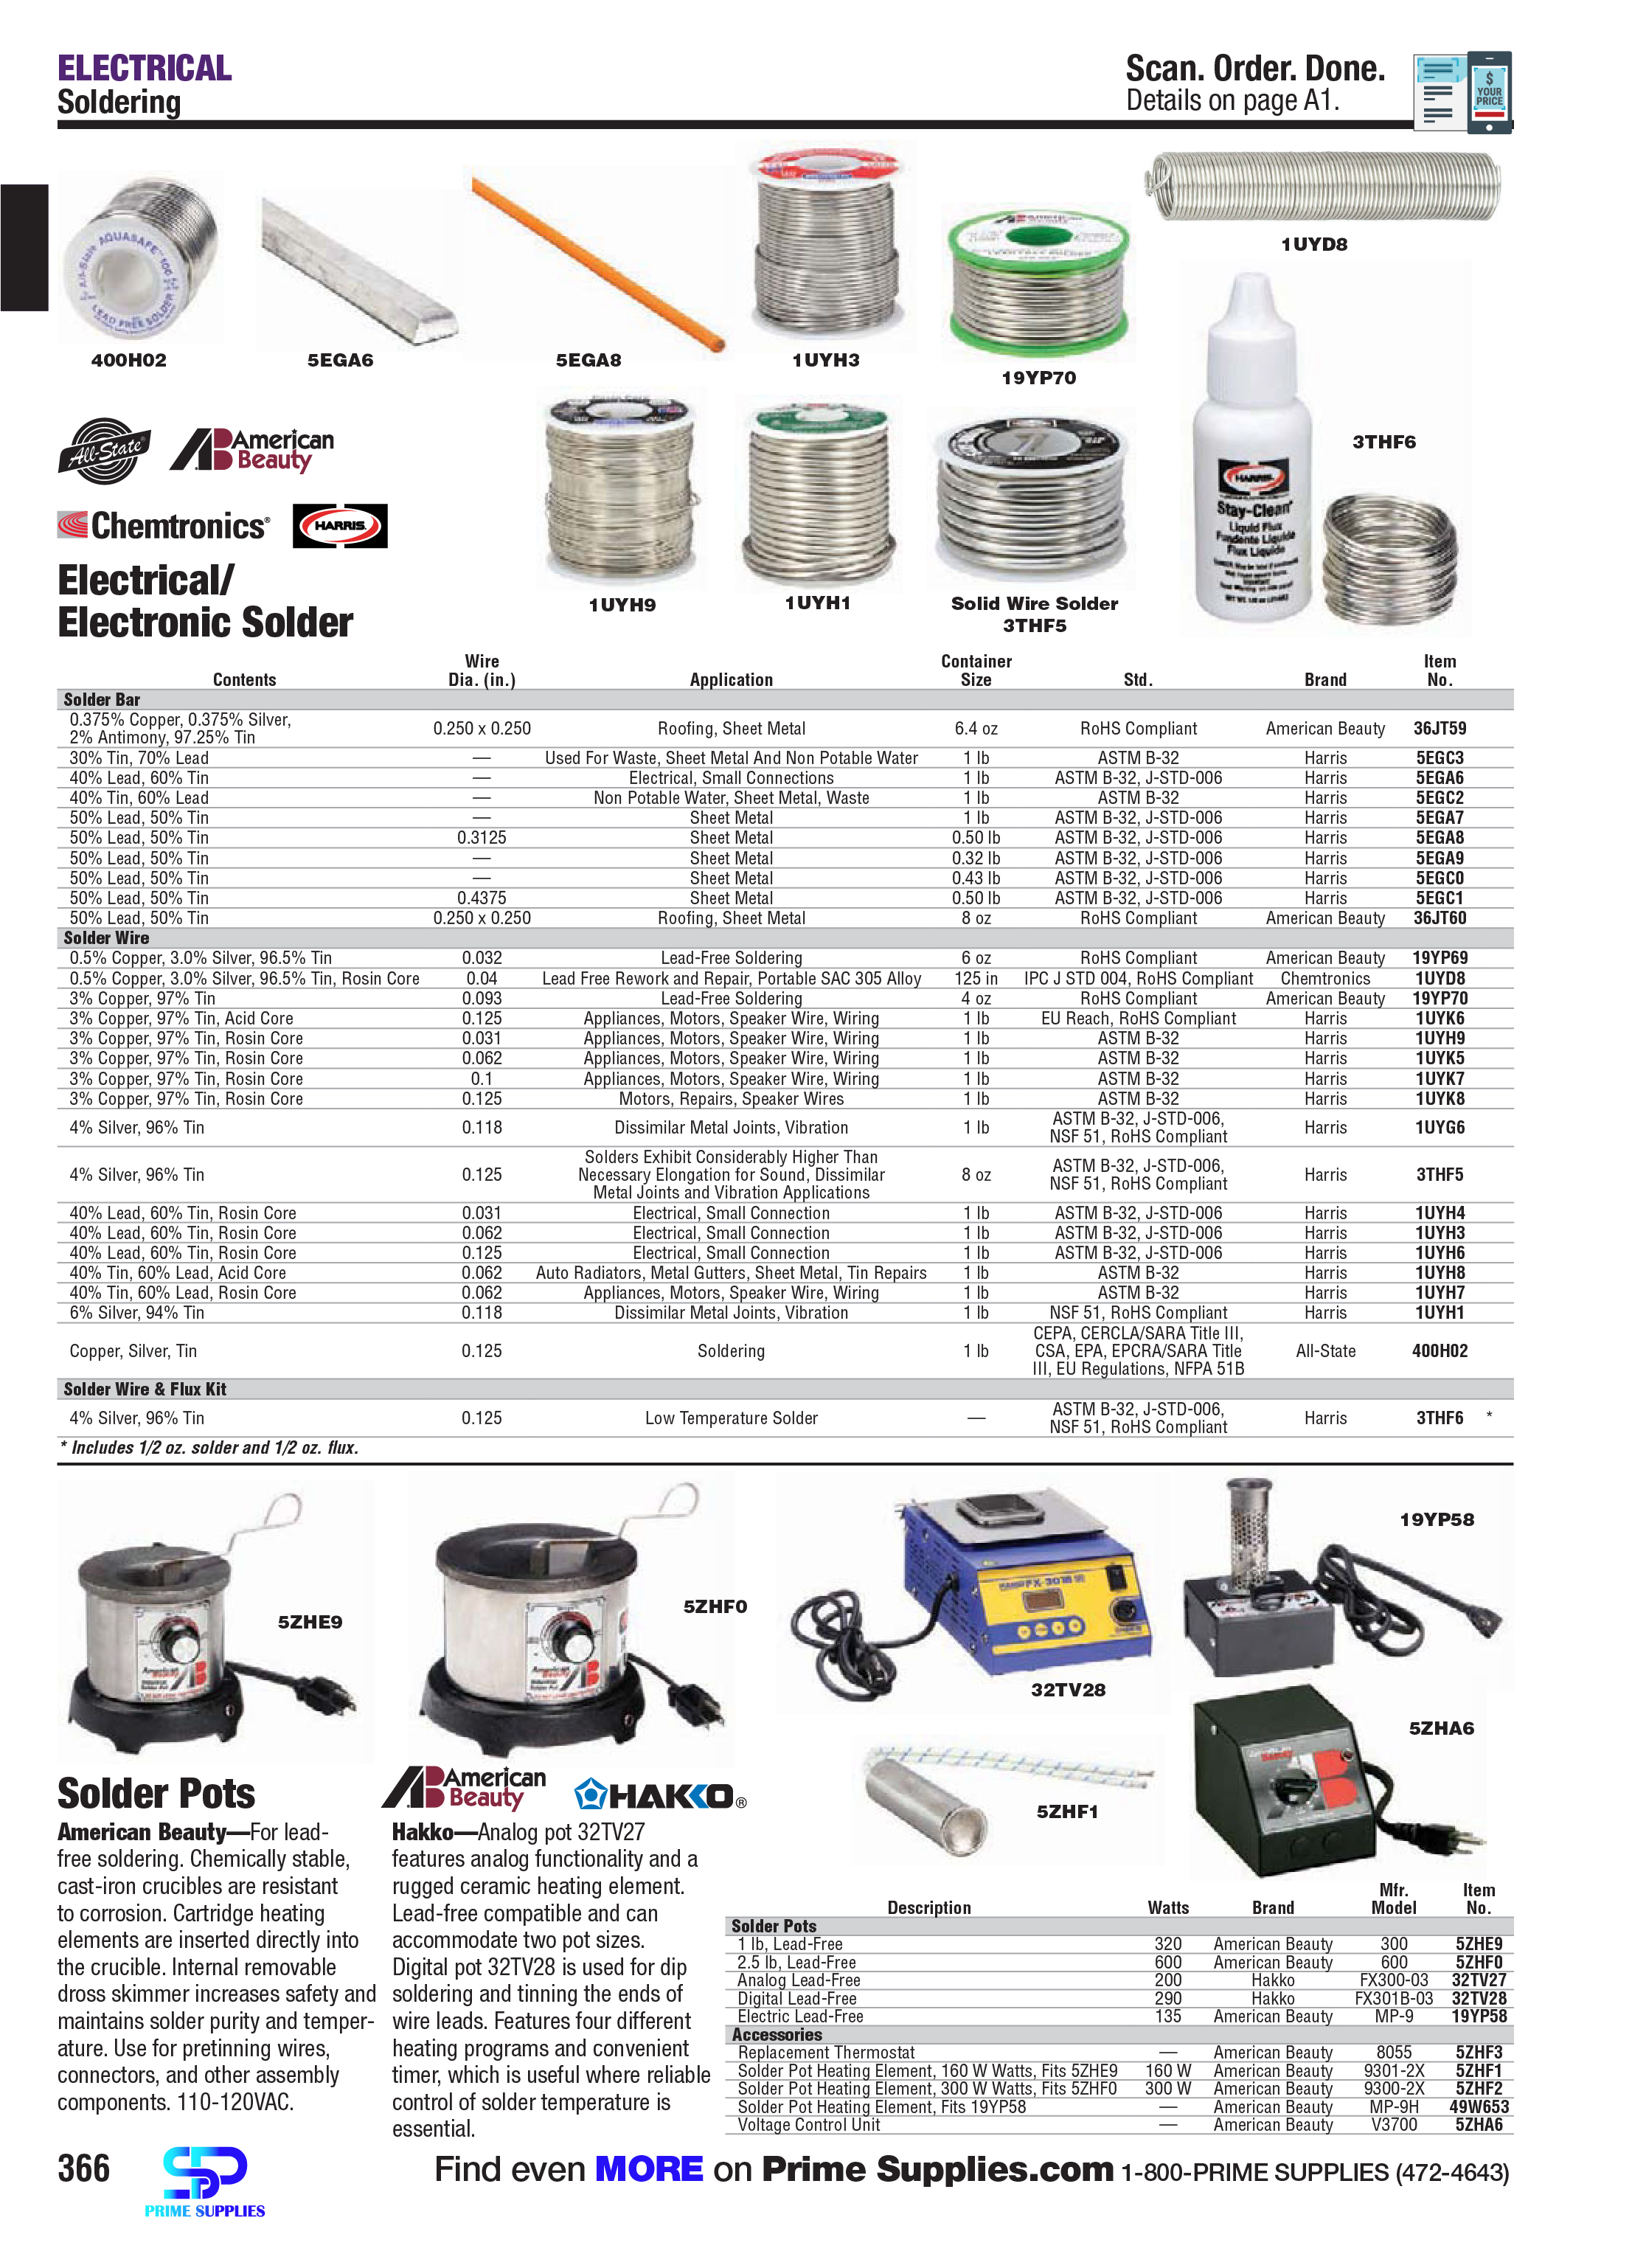 ELECTRICAL
Soldering
Scan. Order. Done.
Details on page A1.
$
YOUR
PRICE
400H02
5EGA6
5EGA8
1UYH3
19YP70
1UYD8
3THF6
AQUASAFE
LEAD FREE SOLDER
HARRIS
Stay-Clean
Liquid Flux
Fundente Liquido
Flux Liquide
All-State®
American
Beauty
Chemtronics®
HARRIS.
1UYH9
1UYH1
Solid Wire Solder
3THF5
Electrical/
Electronic Solder
Contents Wire Dia. (in.) Application Container Size Std. Brand Item No.
Solder Bar
0.375% Copper, 0.375% Silver, 2% Antimony, 97.25% Tin 0.250 x 0.250 Roofing, Sheet Metal 6.4 oz RoHS Compliant American Beauty 36JT59
30% Tin, 70% Lead — Used For Waste, Sheet Metal And Non Potable Water 1 lb ASTM B-32 Harris 5EGC3
40% Lead, 60% Tin — Electrical, Small Connections 1 lb ASTM B-32, J-STD-006 Harris 5EGA6
40% Tin, 60% Lead — Non Potable Water, Sheet Metal, Waste 1 lb ASTM B-32 Harris 5EGC2
50% Lead, 50% Tin — Sheet Metal 1 lb ASTM B-32, J-STD-006 Harris 5EGA7
50% Lead, 50% Tin 0.3125 Sheet Metal 0.50 lb ASTM B-32, J-STD-006 Harris 5EGA8
50% Lead, 50% Tin — Sheet Metal 0.32 lb ASTM B-32, J-STD-006 Harris 5EGA9
50% Lead, 50% Tin — Sheet Metal 0.43 lb ASTM B-32, J-STD-006 Harris 5EGC0
50% Lead, 50% Tin 0.4375 Sheet Metal 0.50 lb ASTM B-32, J-STD-006 Harris 5EGC1
50% Lead, 50% Tin 0.250 x 0.250 Roofing, Sheet Metal 8 oz RoHS Compliant American Beauty 36JT60
Solder Wire
0.5% Copper, 3.0% Silver, 96.5% Tin 0.032 Lead-Free Soldering 6 oz RoHS Compliant American Beauty 19YP69
0.5% Copper, 3.0% Silver, 96.5% Tin, Rosin Core 0.04 Lead Free Rework and Repair, Portable SAC 305 Alloy 125 in IPC J STD 004, RoHS Compliant Chemtronics 1UYD8
3% Copper, 97% Tin 0.093 Lead-Free Soldering 4 oz RoHS Compliant American Beauty 19YP70
3% Copper, 97% Tin, Acid Core 0.125 Appliances, Motors, Speaker Wire, Wiring 1 lb EU Reach, RoHS Compliant Harris 1UYK6
3% Copper, 97% Tin, Rosin Core 0.031 Appliances, Motors, Speaker Wire, Wiring 1 lb ASTM B-32 Harris 1UYH9
3% Copper, 97% Tin, Rosin Core 0.062 Appliances, Motors, Speaker Wire, Wiring 1 lb ASTM B-32 Harris 1UYK5
3% Copper, 97% Tin, Rosin Core 0.1 Appliances, Motors, Speaker Wire, Wiring 1 lb ASTM B-32 Harris 1UYK7
3% Copper, 97% Tin, Rosin Core 0.125 Motors, Repairs, Speaker Wires 1 lb ASTM B-32 Harris 1UYK8
4% Silver, 96% Tin 0.118 Dissimilar Metal Joints, Vibration 1 lb ASTM B-32, J-STD-006, NSF 51, RoHS Compliant Harris 1UYG6
4% Silver, 96% Tin 0.125 Solders Exhibit Considerably Higher Than Necessary Elongation for Sound, Dissimilar Metal Joints and Vibration Applications 8 oz ASTM B-32, J-STD-006, NSF 51, RoHS Compliant Harris 3THF5
40% Lead, 60% Tin, Rosin Core 0.031 Electrical, Small Connection 1 lb ASTM B-32, J-STD-006 Harris 1UYH4
40% Lead, 60% Tin, Rosin Core 0.062 Electrical, Small Connection 1 lb ASTM B-32, J-STD-006 Harris 1UYH3
40% Lead, 60% Tin, Rosin Core 0.125 Electrical, Small Connection 1 lb ASTM B-32, J-STD-006 Harris 1UYH6
40% Tin, 60% Lead, Acid Core 0.062 Auto Radiators, Metal Gutters, Sheet Metal, Tin Repairs 1 lb ASTM B-32 Harris 1UYH8
40% Tin, 60% Lead, Rosin Core 0.062 Appliances, Motors, Speaker Wire, Wiring 1 lb ASTM B-32 Harris 1UYH7
6% Silver, 94% Tin 0.118 Dissimilar Metal Joints, Vibration 1 lb NSF 51, RoHS Compliant Harris 1UYH1
Copper, Silver, Tin 0.125 Soldering 1 lb CEPA, CERCLA/SARA Title III, CSA, EPA, EPCRA/SARA Title III, EU Regulations, NFPA 51B All-State 400H02
Solder Wire & Flux Kit
4% Silver, 96% Tin 0.125 Low Temperature Solder — ASTM B-32, J-STD-006, NSF 51, RoHS Compliant Harris 3THF6 *
* Includes 1/2 oz. solder and 1/2 oz. flux.
5ZHE9
5ZHF0
32TV28
19YP58
5ZHA6
5ZHF1
Solder Pots
American
Beauty
HAKKO®
American Beauty—For lead-
free soldering. Chemically stable,
cast-iron crucibles are resistant
to corrosion. Cartridge heating
elements are inserted directly into
the crucible. Internal removable
dross skimmer increases safety and
maintains solder purity and temper-
ature. Use for pretinning wires,
connectors, and other assembly
components. 110-120VAC.
Hakko—Analog pot 32TV27
features analog functionality and a
rugged ceramic heating element.
Lead-free compatible and can
accommodate two pot sizes.
Digital pot 32TV28 is used for dip
soldering and tinning the ends of
wire leads. Features four different
heating programs and convenient
timer, which is useful where reliable
control of solder temperature is
essential.
Description Watts Brand Mfr. Model Item No.
Solder Pots
1 lb, Lead-Free 320 American Beauty 300 5ZHE9
2.5 lb, Lead-Free 600 American Beauty 600 5ZHF0
Analog Lead-Free 200 Hakko FX300-03 32TV27
Digital Lead-Free 290 Hakko FX301B-03 32TV28
Electric Lead-Free 135 American Beauty MP-9 19YP58
Accessories
Replacement Thermostat — American Beauty 8055 5ZHF3
Solder Pot Heating Element, 160 W Watts, Fits 5ZHE9 160 W American Beauty 9301-2X 5ZHF1
Solder Pot Heating Element, 300 W Watts, Fits 5ZHF0 300 W American Beauty 9300-2X 5ZHF2
Solder Pot Heating Element, Fits 19YP58 — American Beauty MP-9H 49W653
Voltage Control Unit — American Beauty V3700 5ZHA6
366
PRIME SUPPLIES
Find even MORE on Prime Supplies.com 1-800-PRIME SUPPLIES (472-4643)